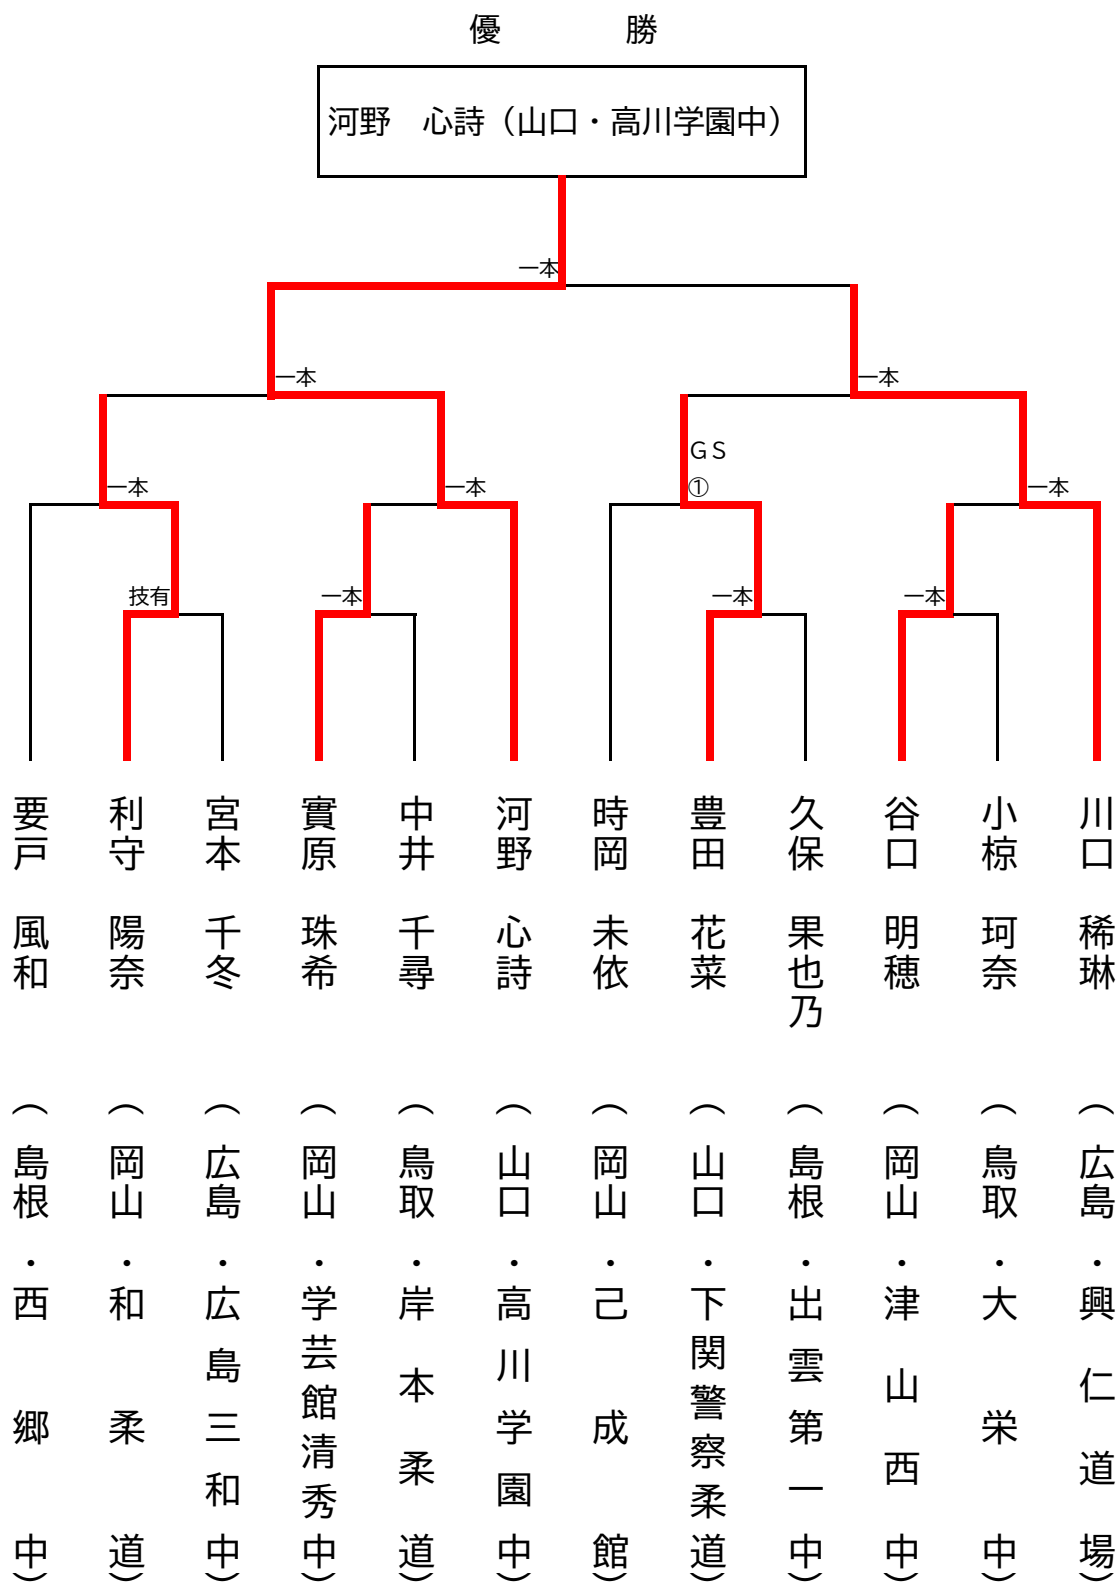 優　勝
河野　心詩（山口・高川学園中）
一本
一本
一本
ＧＳ
一本
一本
①
一本
技有
一本
一本
一本
要戸　風和（島根・西郷中）
利守　陽奈（岡山・和柔道）
宮本　千冬（広島・広島三和中）
實原　珠希（岡山・学芸館清秀中）
中井　千尋（鳥取・岸本柔道）
河野　心詩（山口・高川学園中）
時岡　未依（岡山・己成館）
豊田　花菜（山口・下関警察柔道）
久保　果也乃（島根・出雲第一中）
谷口　明穂（岡山・津山西中）
小椋　珂奈（鳥取・大栄中）
川口　稀琳（広島・興仁道場）